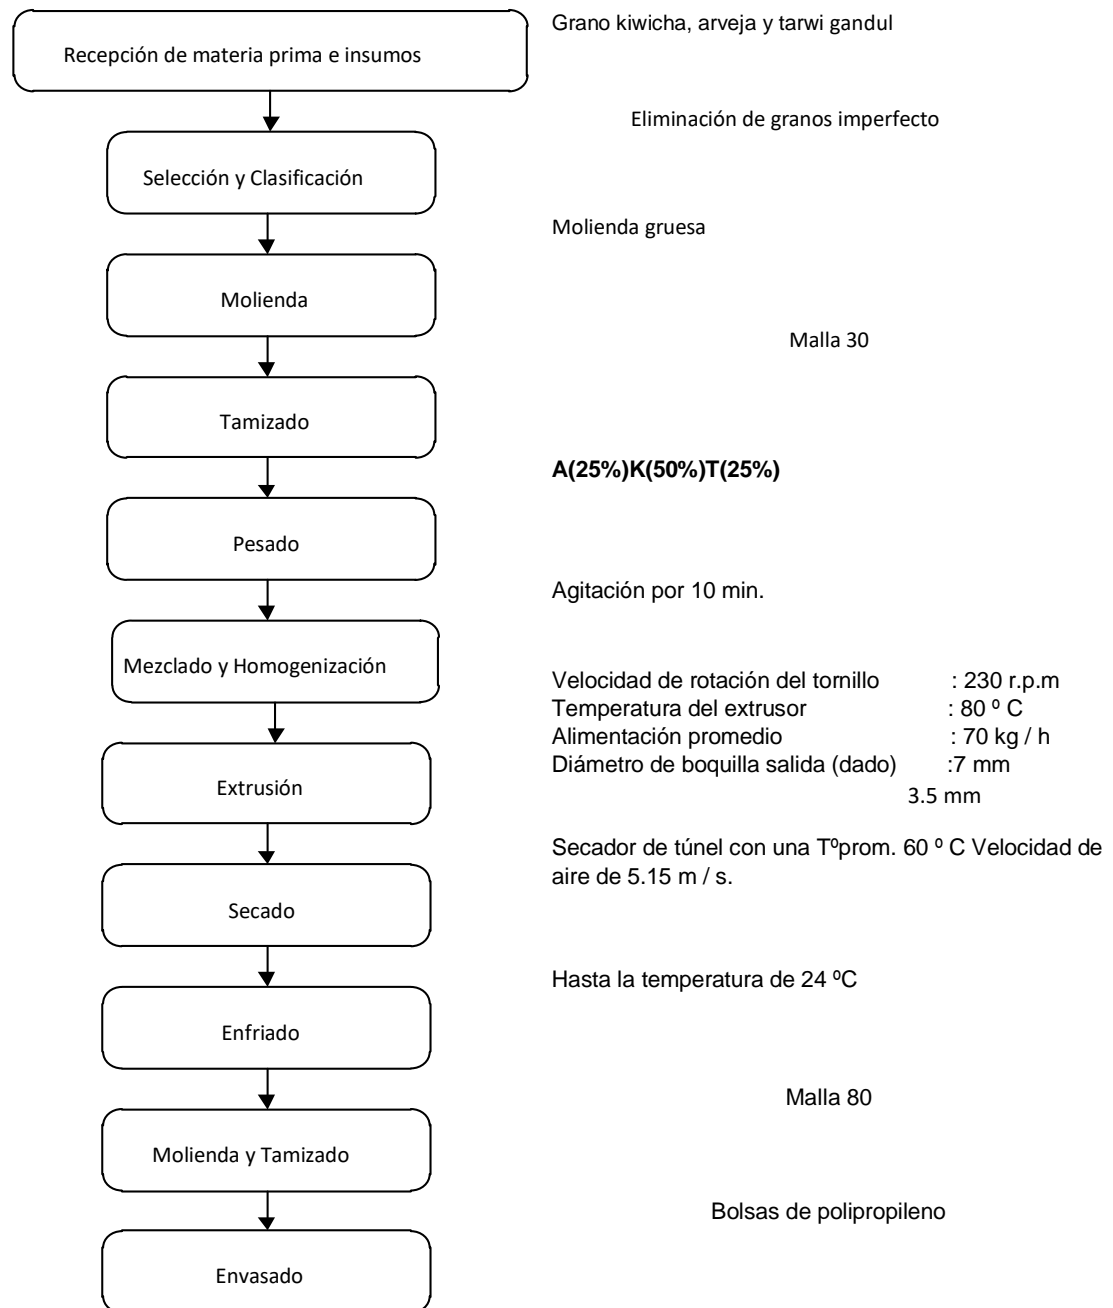 Grano kiwicha, arveja y tarwi gandul
Recepción de materia prima e insumos
Eliminación de granos imperfecto
Selección y Clasificación
Molienda gruesa
Molienda
Malla 30
Tamizado
A(25%)K(50%)T(25%)
Pesado
Agitación por 10 min.
Mezclado y Homogenización
Velocidad de rotación del tornillo : 230 r.p.m
Temperatura del extrusor : 80 º C
Alimentación promedio : 70 kg / h
Diámetro de boquilla salida (dado) :7 mm
3.5 mm
Extrusión
Secador de túnel con una Tºprom. 60 º C Velocidad de
aire de 5.15 m / s.
Secado
Hasta la temperatura de 24 ºC
Enfriado
Malla 80
Molienda y Tamizado
Bolsas de polipropileno
Envasado